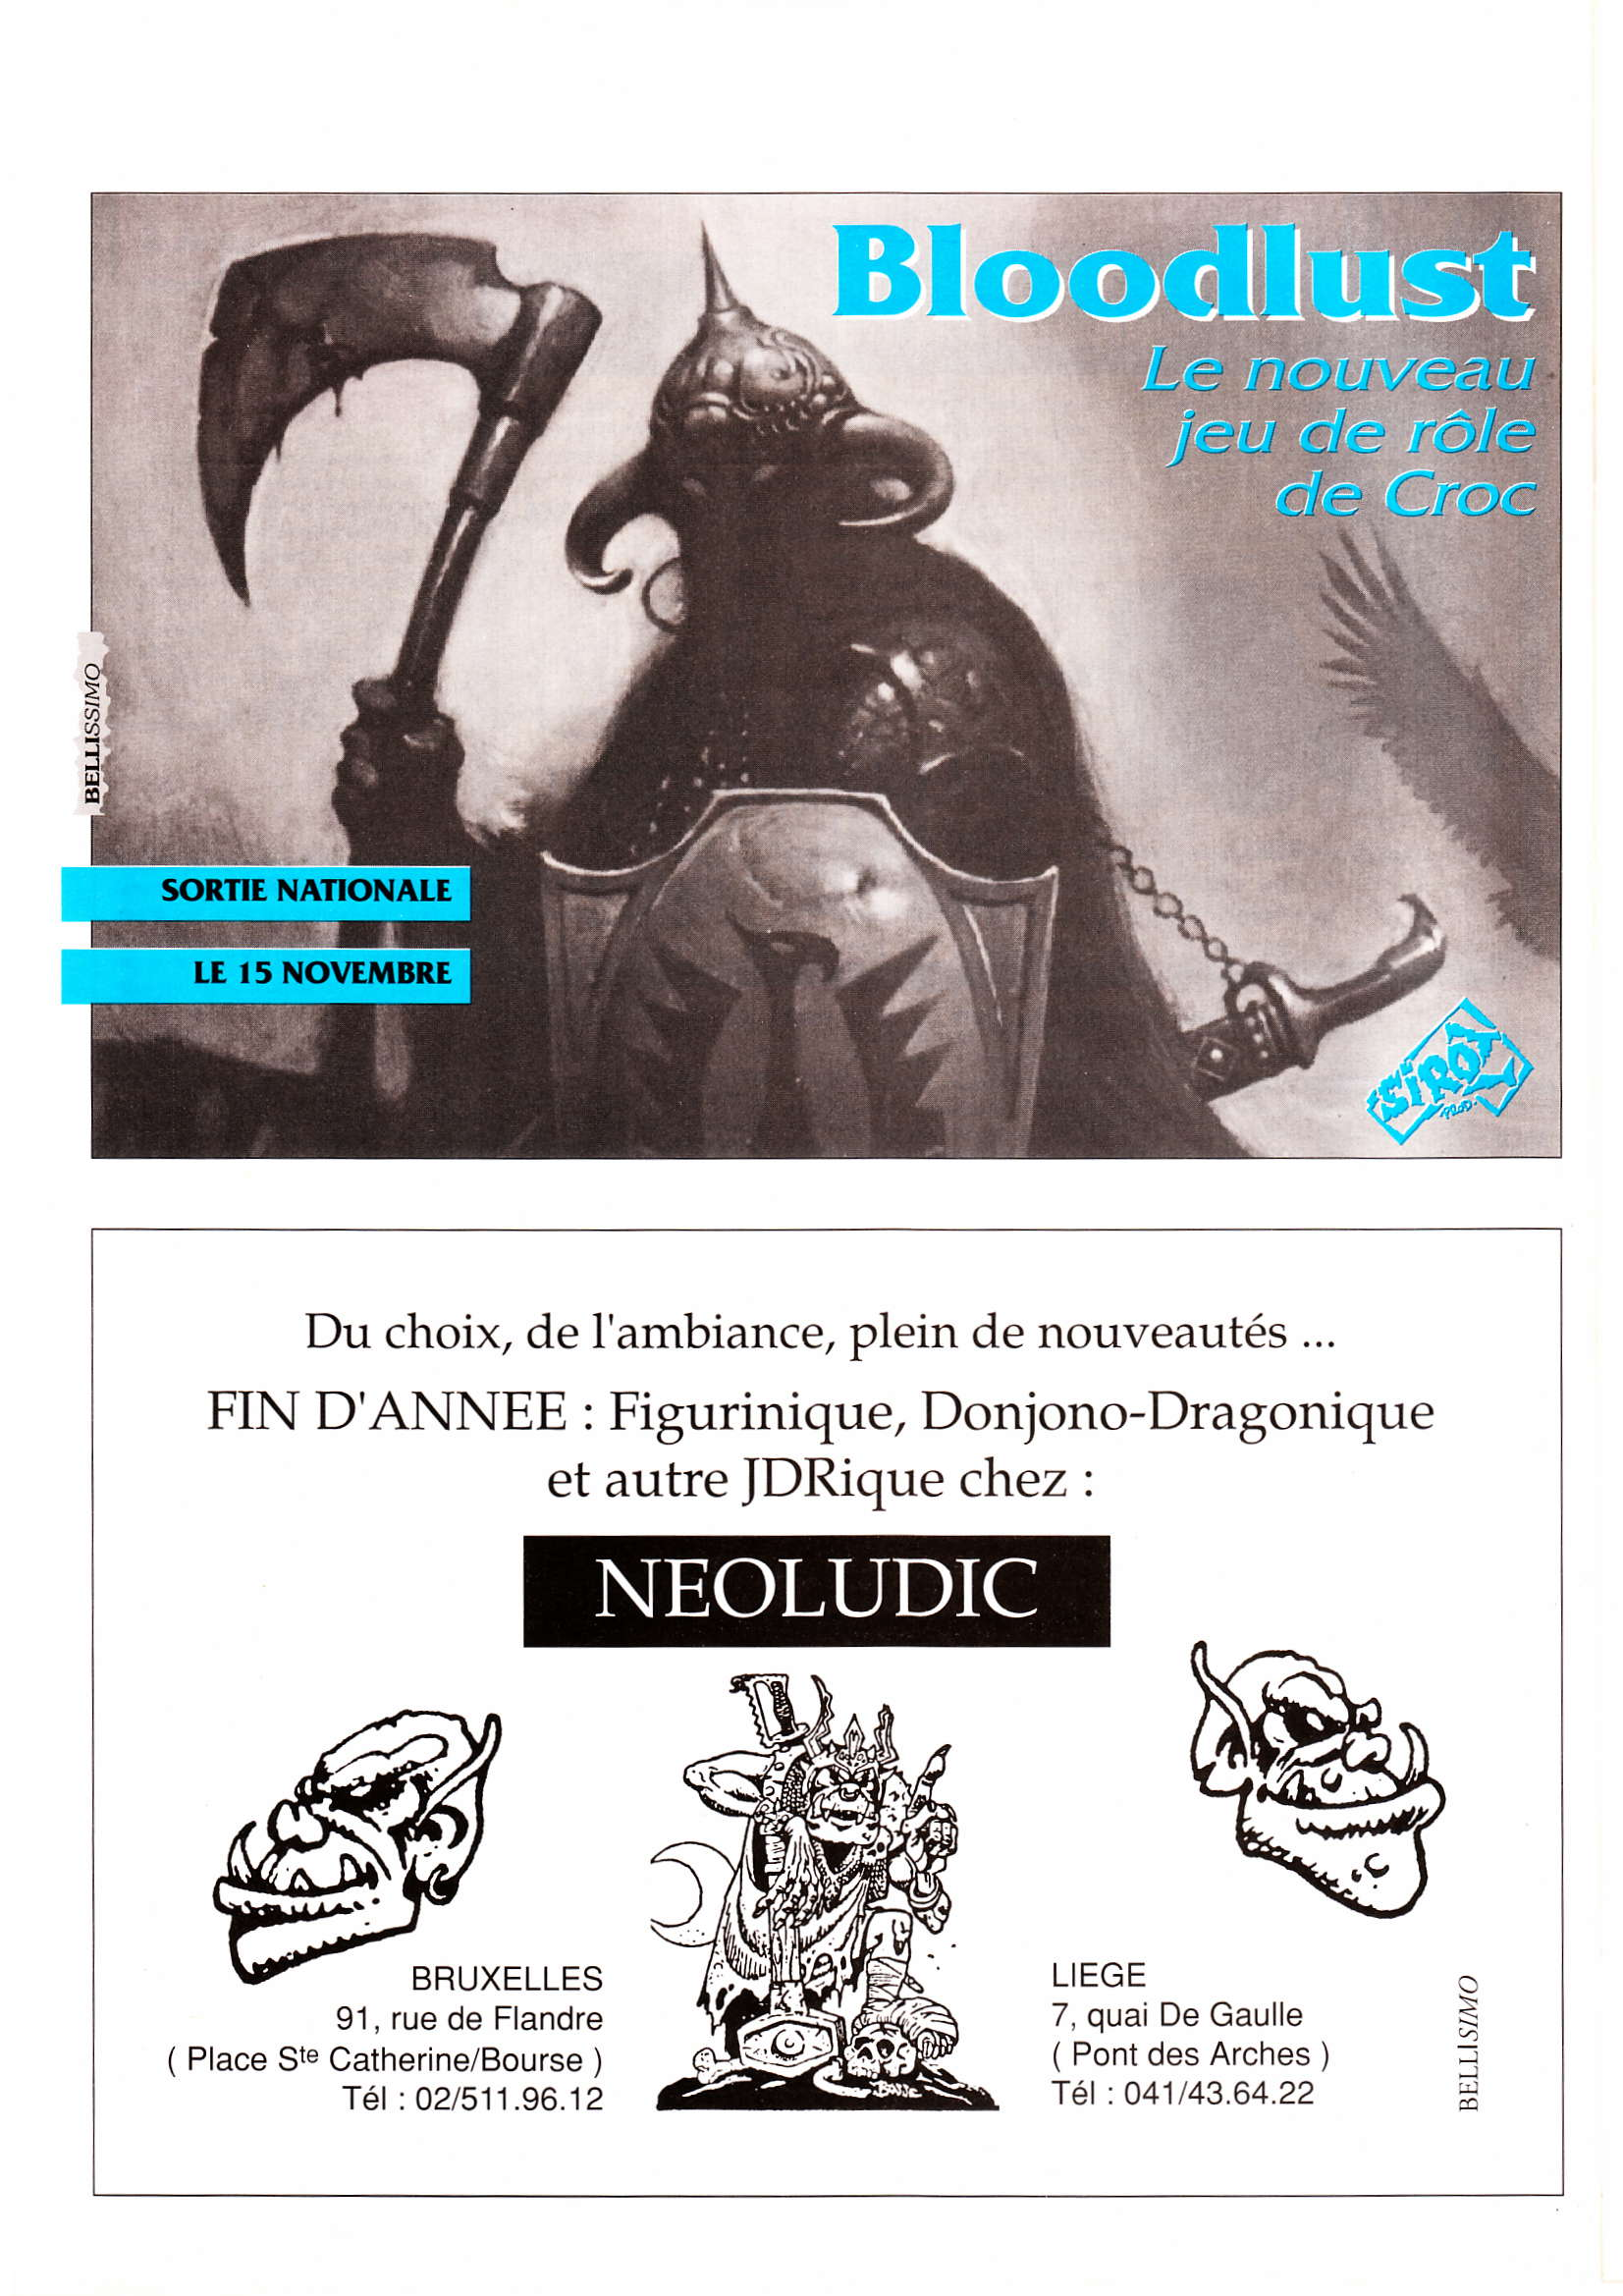 Bloodlust
Le nouveau
jeu de rôle
de Croc
BELLISSIMO
SORTIE NATIONALE
LE 15 NOVEMBRE
SIROZ
PROD.
Du choix, de l'ambiance, plein de nouveautés ...
FIN D'ANNEE : Figurinique, Donjono-Dragonique
et autre JDRique chez :
NEOLUDIC
BRUXELLES
91, rue de Flandre
( Place Ste Catherine/Bourse )
Tél : 02/511.96.12
LIEGE
7, quai De Gaulle
( Pont des Arches )
Tél : 041/43.64.22
BELLISIMO